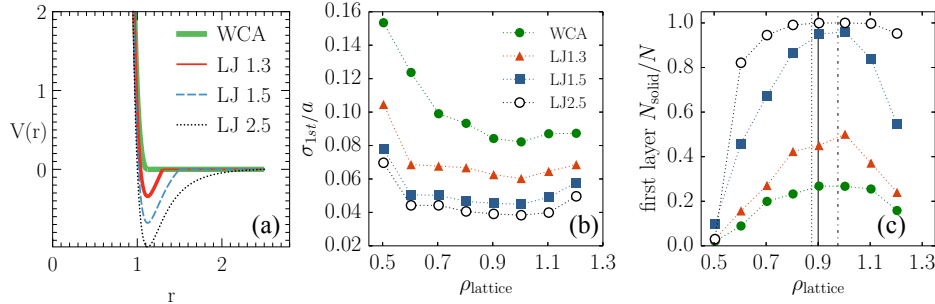 2
1
0
V(r)
0
1
2
r
WCA
LJ 1.3
LJ 1.5
LJ 2.5
(a)
0.16
0.14
0.12
0.10
0.08
0.06
0.04
0.02
σ1st/a
0.5 0.7 0.9 1.1 1.3
ρlattice
WCA
LJ1.3
LJ1.5
LJ2.5
(b)
1.0
0.8
0.6
0.4
0.2
0.0
first layer Nsolid/N
0.5 0.7 0.9 1.1 1.3
ρlattice
(c)